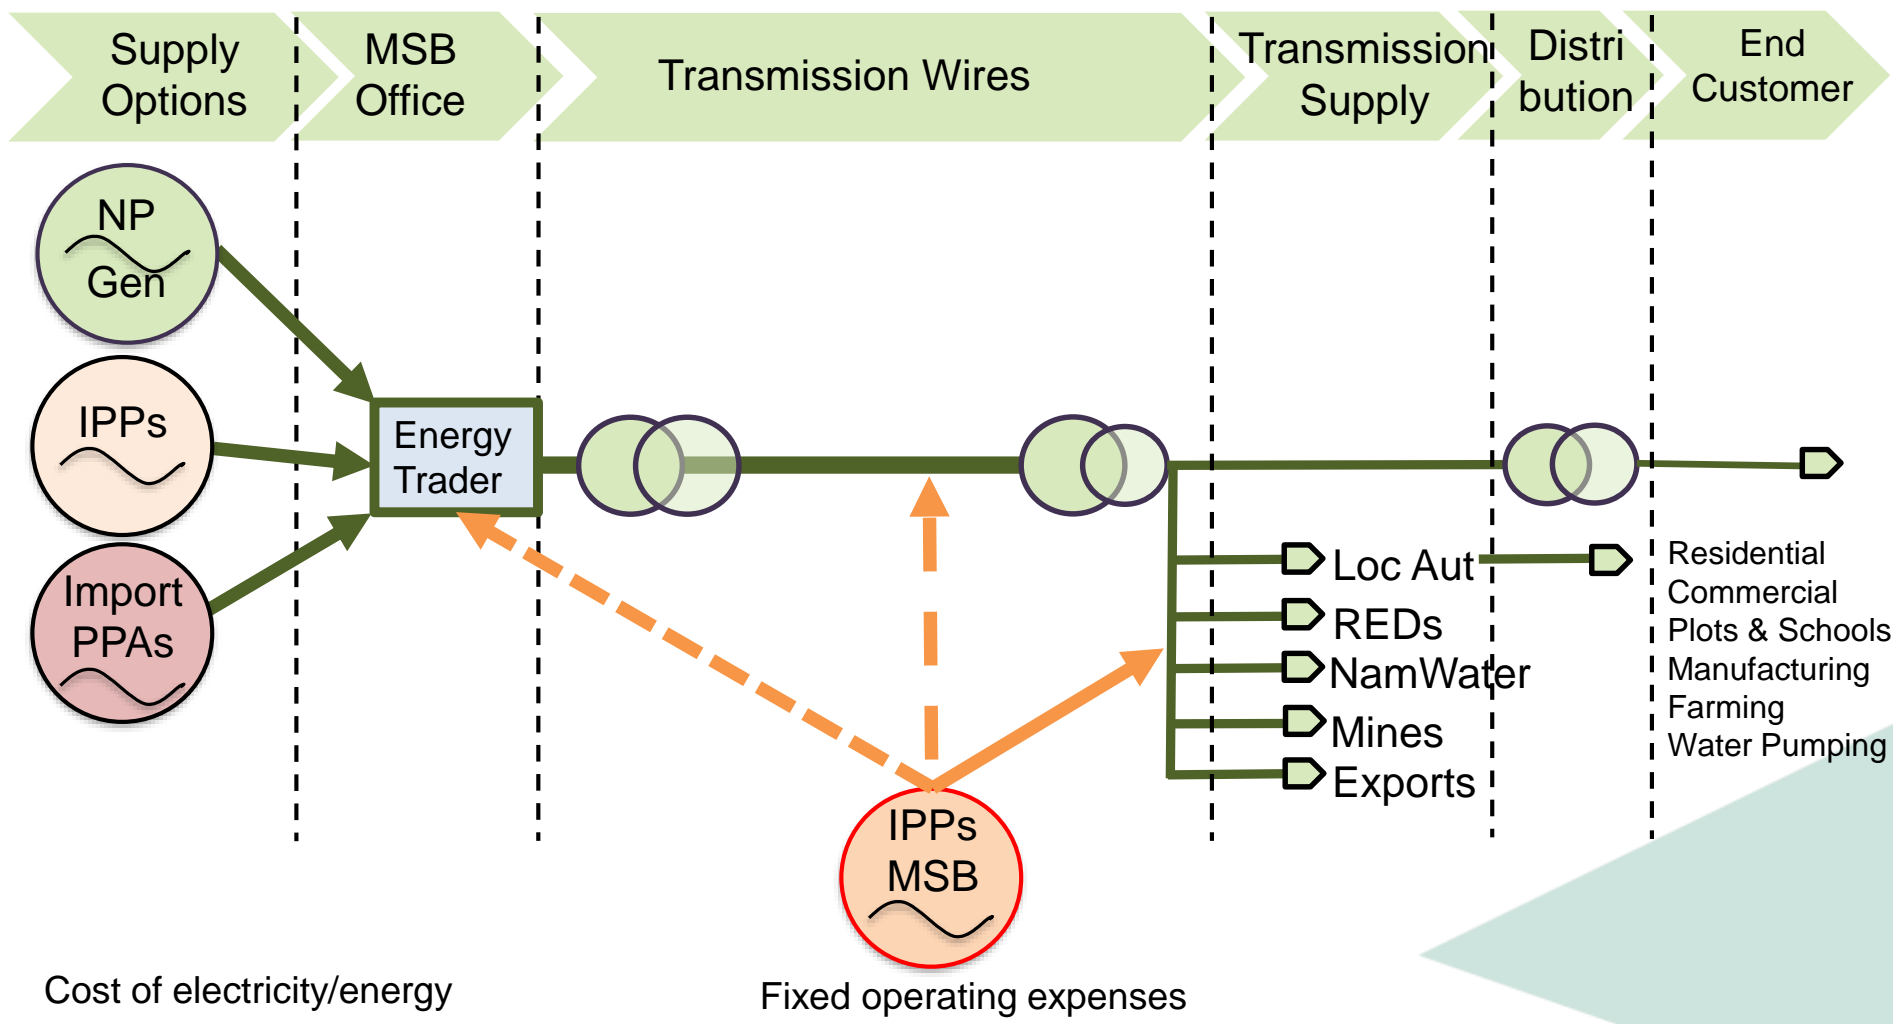 Supply
Options
MSB
Office
Transmission Wires
Transmission
Supply
Distri
bution
End
Customer
NP
Gen
IPPs
Import
PPAs
Energy
Trader
Loc Aut
REDs
NamWater
Mines
Exports
Residential
Commercial
Plots & Schools
Manufacturing
Farming
Water Pumping
IPPs
MSB
Cost of electricity/energy
Fixed operating expenses